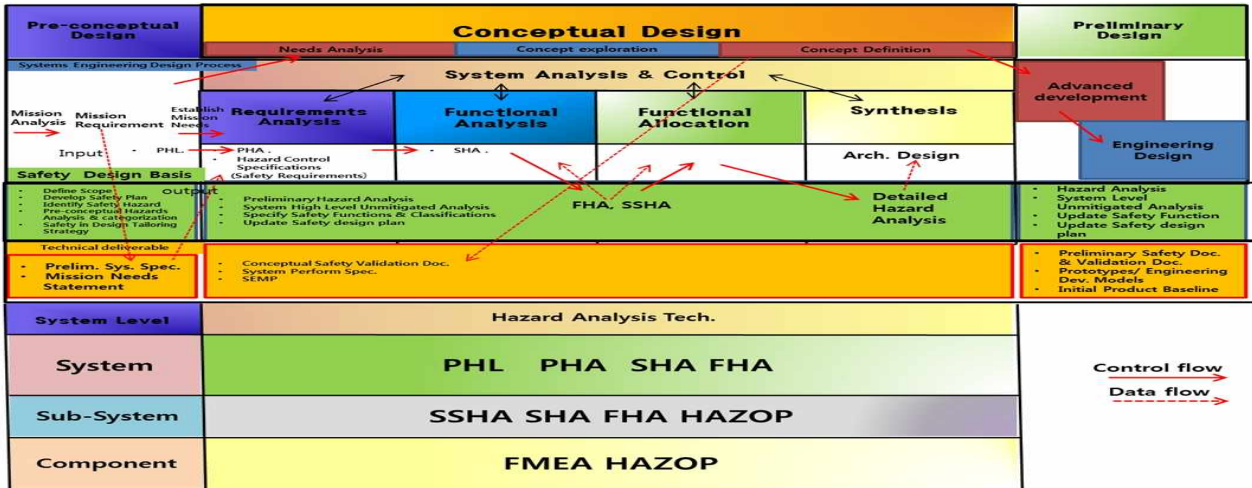 Pre-conceptual
Design
Conceptual Design
Preliminary
Design
Needs Analysis
Concept exploration
Concept Definition
Systems Engineering Design Process
System Analysis & Control
Advanced
development
Mission
Analysis
Mission
Requirement
Establish
Mission
Needs
Requirements
Analysis
Functional
Analysis
Functional
Allocation
Synthesis
Engineering
Design
Input
- PHL.
- PHA .
- Hazard Control
Specifications
(Safety Requirements)
- SHA .
Arch. Design
Safety Design Basis
output
- Define Scope
- Develop Safety Plan
- Identify Safety Hazard
- Pre-conceptual Hazards
Analysis & categorization
- Safety in Design Tailoring
Strategy
- Preliminary Hazard Analysis
- System High Level Unmitigated Analysis
- Specify Safety Functions & Classifications
- Update Safety design plan
FHA, SSHA
Detailed
Hazard
Analysis
- Hazard Analysis
- System Level
Unmitigated Analysis
- Update Safety Function
- Update Safety design
plan
Technical deliverable
- Prelim. Sys. Spec.
- Mission Needs
Statement
- Conceptual Safety Validation Doc.
- System Perform Spec.
- SEMP
- Preliminary Safety Doc.
& Validation Doc.
- Prototypes/ Engineering
Dev. Models
- Initial Product Baseline
System Level
Hazard Analysis Tech.
System
PHL PHA SHA FHA
Control flow
Data flow
Sub-System
SSHA SHA FHA HAZOP
Component
FMEA HAZOP